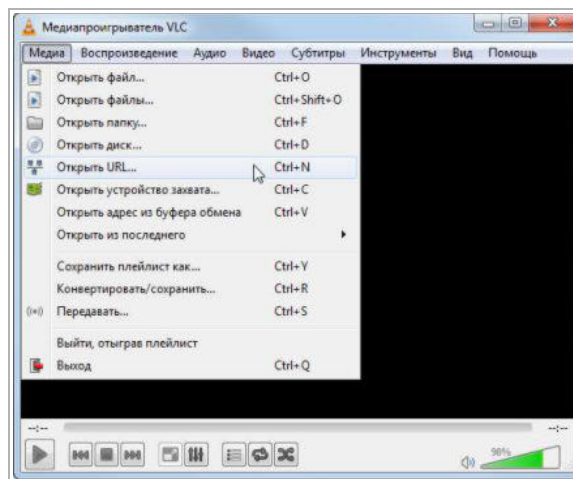 Медиапроигрыватель VLC
Медиа Воспроизведение Аудио Видео Субтитры Инструменты Вид Помощь
Открыть файл... Ctrl+O
Открыть файлы... Ctrl+Shift+O
Открыть папку... Ctrl+F
Открыть диск... Ctrl+D
Открыть URL... Ctrl+N
Открыть устройство захвата... Ctrl+C
Открыть адрес из буфера обмена Ctrl+V
Открыть из последнего
Сохранить плейлист как... Ctrl+Y
Конвертировать/сохранить... Ctrl+R
Передавать... Ctrl+S
Выйти, отыграв плейлист
Выход Ctrl+Q
--:-- --:--
98%